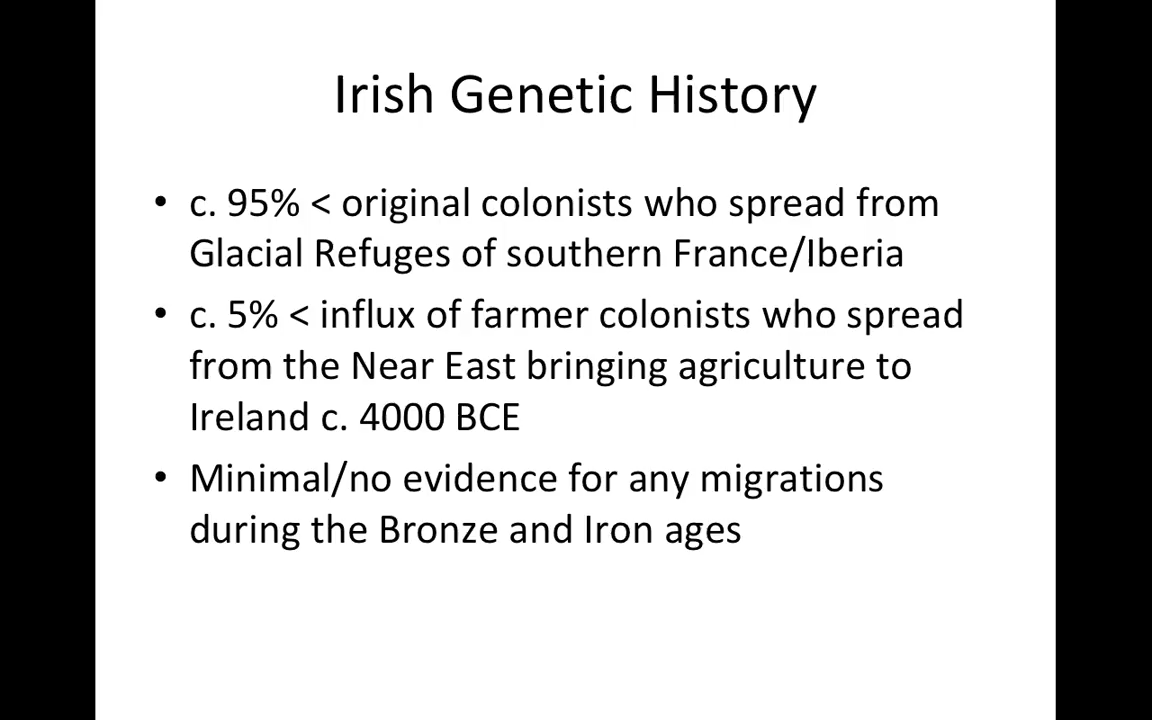 Irish Genetic History
• c. 95% < original colonists who spread from
Glacial Refuges of southern France/Iberia
• c. 5% < influx of farmer colonists who spread
from the Near East bringing agriculture to
Ireland c. 4000 BCE
• Minimal/no evidence for any migrations
during the Bronze and Iron ages